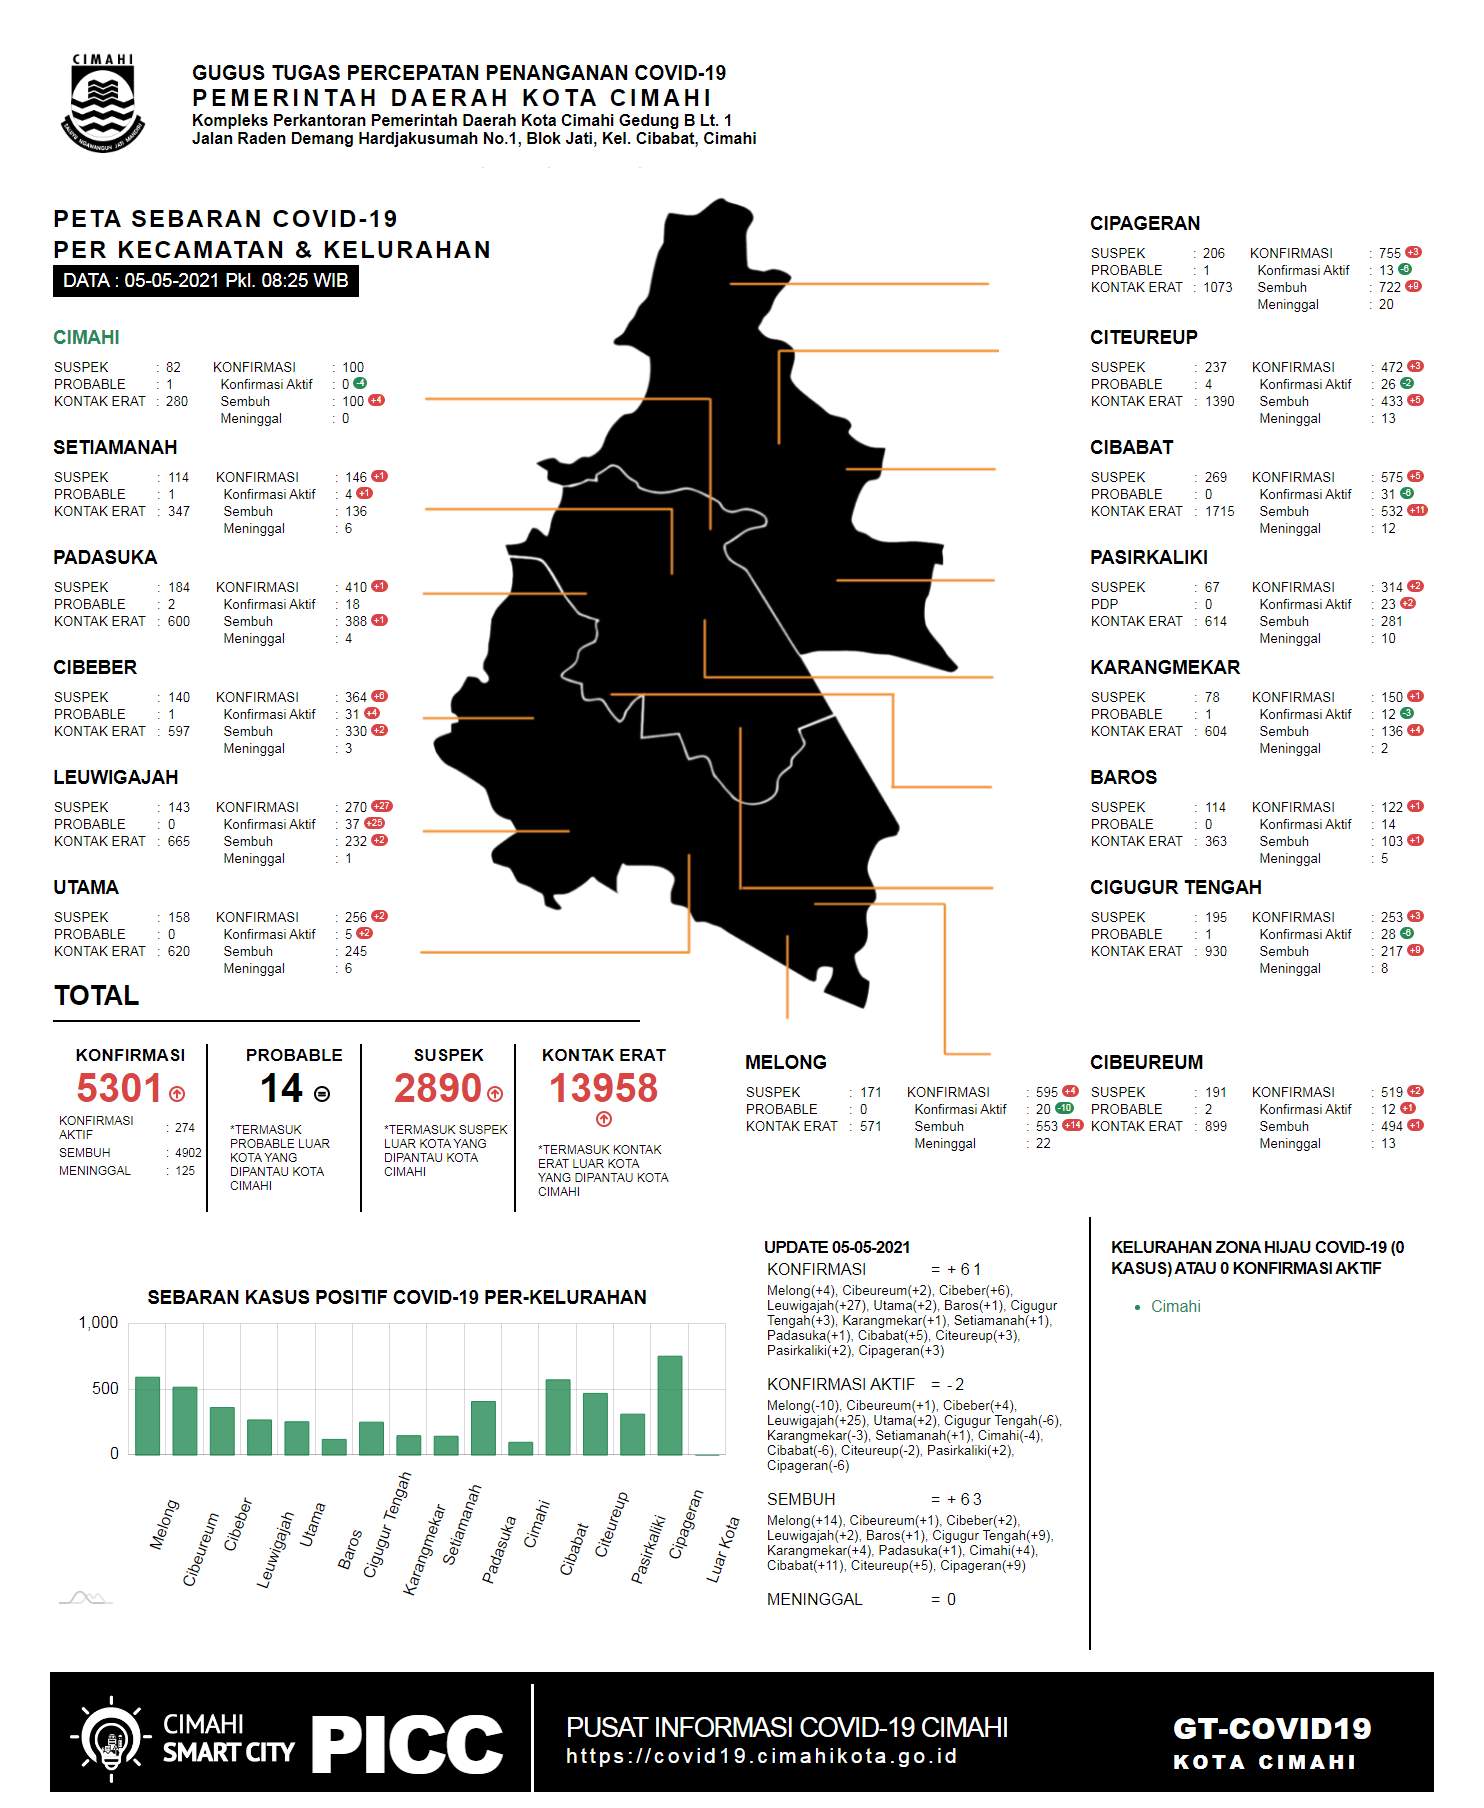 CIMAHI
SALUYU NGAWANGUN JATI MANDIRI
GUGUS TUGAS PERCEPATAN PENANGANAN COVID-19
PEMERINTAH DAERAH KOTA CIMAHI
Kompleks Perkantoran Pemerintah Daerah Kota Cimahi Gedung B Lt. 1
Jalan Raden Demang Hardjakusumah No.1, Blok Jati, Kel. Cibabat, Cimahi
PETA SEBARAN COVID-19
PER KECAMATAN & KELURAHAN
DATA : 05-05-2021 Pkl. 08:25 WIB
CIMAHI
SUSPEK : 82 KONFIRMASI : 100
PROBABLE : 1 Konfirmasi Aktif : 0 -4
KONTAK ERAT : 280 Sembuh : 100 +4
Meninggal : 0
SETIAMANAH
SUSPEK : 114 KONFIRMASI : 146 +1
PROBABLE : 1 Konfirmasi Aktif : 4 +1
KONTAK ERAT : 347 Sembuh : 136
Meninggal : 6
PADASUKA
SUSPEK : 184 KONFIRMASI : 410 +1
PROBABLE : 2 Konfirmasi Aktif : 18
KONTAK ERAT : 600 Sembuh : 388 +1
Meninggal : 4
CIBEBER
SUSPEK : 140 KONFIRMASI : 364 +6
PROBABLE : 1 Konfirmasi Aktif : 31 +4
KONTAK ERAT : 597 Sembuh : 330 +2
Meninggal : 3
LEUWIGAJAH
SUSPEK : 143 KONFIRMASI : 270 +27
PROBABLE : 0 Konfirmasi Aktif : 37 +25
KONTAK ERAT : 665 Sembuh : 232 +2
Meninggal : 1
UTAMA
SUSPEK : 158 KONFIRMASI : 256 +2
PROBABLE : 0 Konfirmasi Aktif : 5 +2
KONTAK ERAT : 620 Sembuh : 245
Meninggal : 6
CIPAGERAN
SUSPEK : 206 KONFIRMASI : 755 +3
PROBABLE : 1 Konfirmasi Aktif : 13 -6
KONTAK ERAT : 1073 Sembuh : 722 +9
Meninggal : 20
CITEUREUP
SUSPEK : 237 KONFIRMASI : 472 +3
PROBABLE : 4 Konfirmasi Aktif : 26 -2
KONTAK ERAT : 1390 Sembuh : 433 +5
Meninggal : 13
CIBABAT
SUSPEK : 269 KONFIRMASI : 575 +5
PROBABLE : 0 Konfirmasi Aktif : 31 -6
KONTAK ERAT : 1715 Sembuh : 532 +11
Meninggal : 12
PASIRKALIKI
SUSPEK : 67 KONFIRMASI : 314 +2
PDP : 0 Konfirmasi Aktif : 23 +2
KONTAK ERAT : 614 Sembuh : 281
Meninggal : 10
KARANGMEKAR
SUSPEK : 78 KONFIRMASI : 150 +1
PROBABLE : 1 Konfirmasi Aktif : 12 -3
KONTAK ERAT : 604 Sembuh : 136 +4
Meninggal : 2
BAROS
SUSPEK : 114 KONFIRMASI : 122 +1
PROBALE : 0 Konfirmasi Aktif : 14
KONTAK ERAT : 363 Sembuh : 103 +1
Meninggal : 5
CIGUGUR TENGAH
SUSPEK : 195 KONFIRMASI : 253 +3
PROBABLE : 1 Konfirmasi Aktif : 28 -6
KONTAK ERAT : 930 Sembuh : 217 +9
Meninggal : 8
MELONG
SUSPEK : 171 KONFIRMASI : 595 +4
PROBABLE : 0 Konfirmasi Aktif : 20 -10
KONTAK ERAT : 571 Sembuh : 553 +14
Meninggal : 22
CIBEUREUM
SUSPEK : 191 KONFIRMASI : 519 +2
PROBABLE : 2 Konfirmasi Aktif : 12 +1
KONTAK ERAT : 899 Sembuh : 494 +1
Meninggal : 13
TOTAL
KONFIRMASI
5301
KONFIRMASI
AKTIF : 274
SEMBUH : 4902
MENINGGAL : 125
PROBABLE
14
*TERMASUK
PROBABLE LUAR
KOTA YANG
DIPANTAU KOTA
CIMAHI
SUSPEK
2890
*TERMASUK SUSPEK
LUAR KOTA YANG
DIPANTAU KOTA
CIMAHI
KONTAK ERAT
13958
*TERMASUK KONTAK
ERAT LUAR KOTA
YANG DIPANTAU KOTA
CIMAHI
SEBARAN KASUS POSITIF COVID-19 PER-KELURAHAN
1,000
500
0
Melong
Cibeureum
Cibeber
Leuwigajah
Utama
Baros
Cigugur Tengah
Karangmekar
Setiamanah
Padasuka
Cimahi
Cibabat
Citeureup
Pasirkaliki
Cipageran
Luar Kota
UPDATE 05-05-2021
KONFIRMASI = +61
Melong(+4), Cibeureum(+2), Cibeber(+6),
Leuwigajah(+27), Utama(+2), Baros(+1), Cigugur
Tengah(+3), Karangmekar(+1), Setiamanah(+1),
Padasuka(+1), Cibabat(+5), Citeureup(+3),
Pasirkaliki(+2), Cipageran(+3)
KONFIRMASI AKTIF = -2
Melong(-10), Cibeureum(+1), Cibeber(+4),
Leuwigajah(+25), Utama(+2), Cigugur Tengah(-6),
Karangmekar(-3), Setiamanah(+1), Cimahi(-4),
Cibabat(-6), Citeureup(-2), Pasirkaliki(+2),
Cipageran(-6)
SEMBUH = +63
Melong(+14), Cibeureum(+1), Cibeber(+2),
Leuwigajah(+2), Baros(+1), Cigugur Tengah(+9),
Karangmekar(+4), Padasuka(+1), Cimahi(+4),
Cibabat(+11), Citeureup(+5), Cipageran(+9)
MENINGGAL = 0
KELURAHAN ZONA HIJAU COVID-19 (0
KASUS) ATAU 0 KONFIRMASI AKTIF
• Cimahi
CIMAHI
SMART CITY
PICC
PUSAT INFORMASI COVID-19 CIMAHI
https://covid19.cimahikota.go.id
GT-COVID19
KOTA CIMAHI